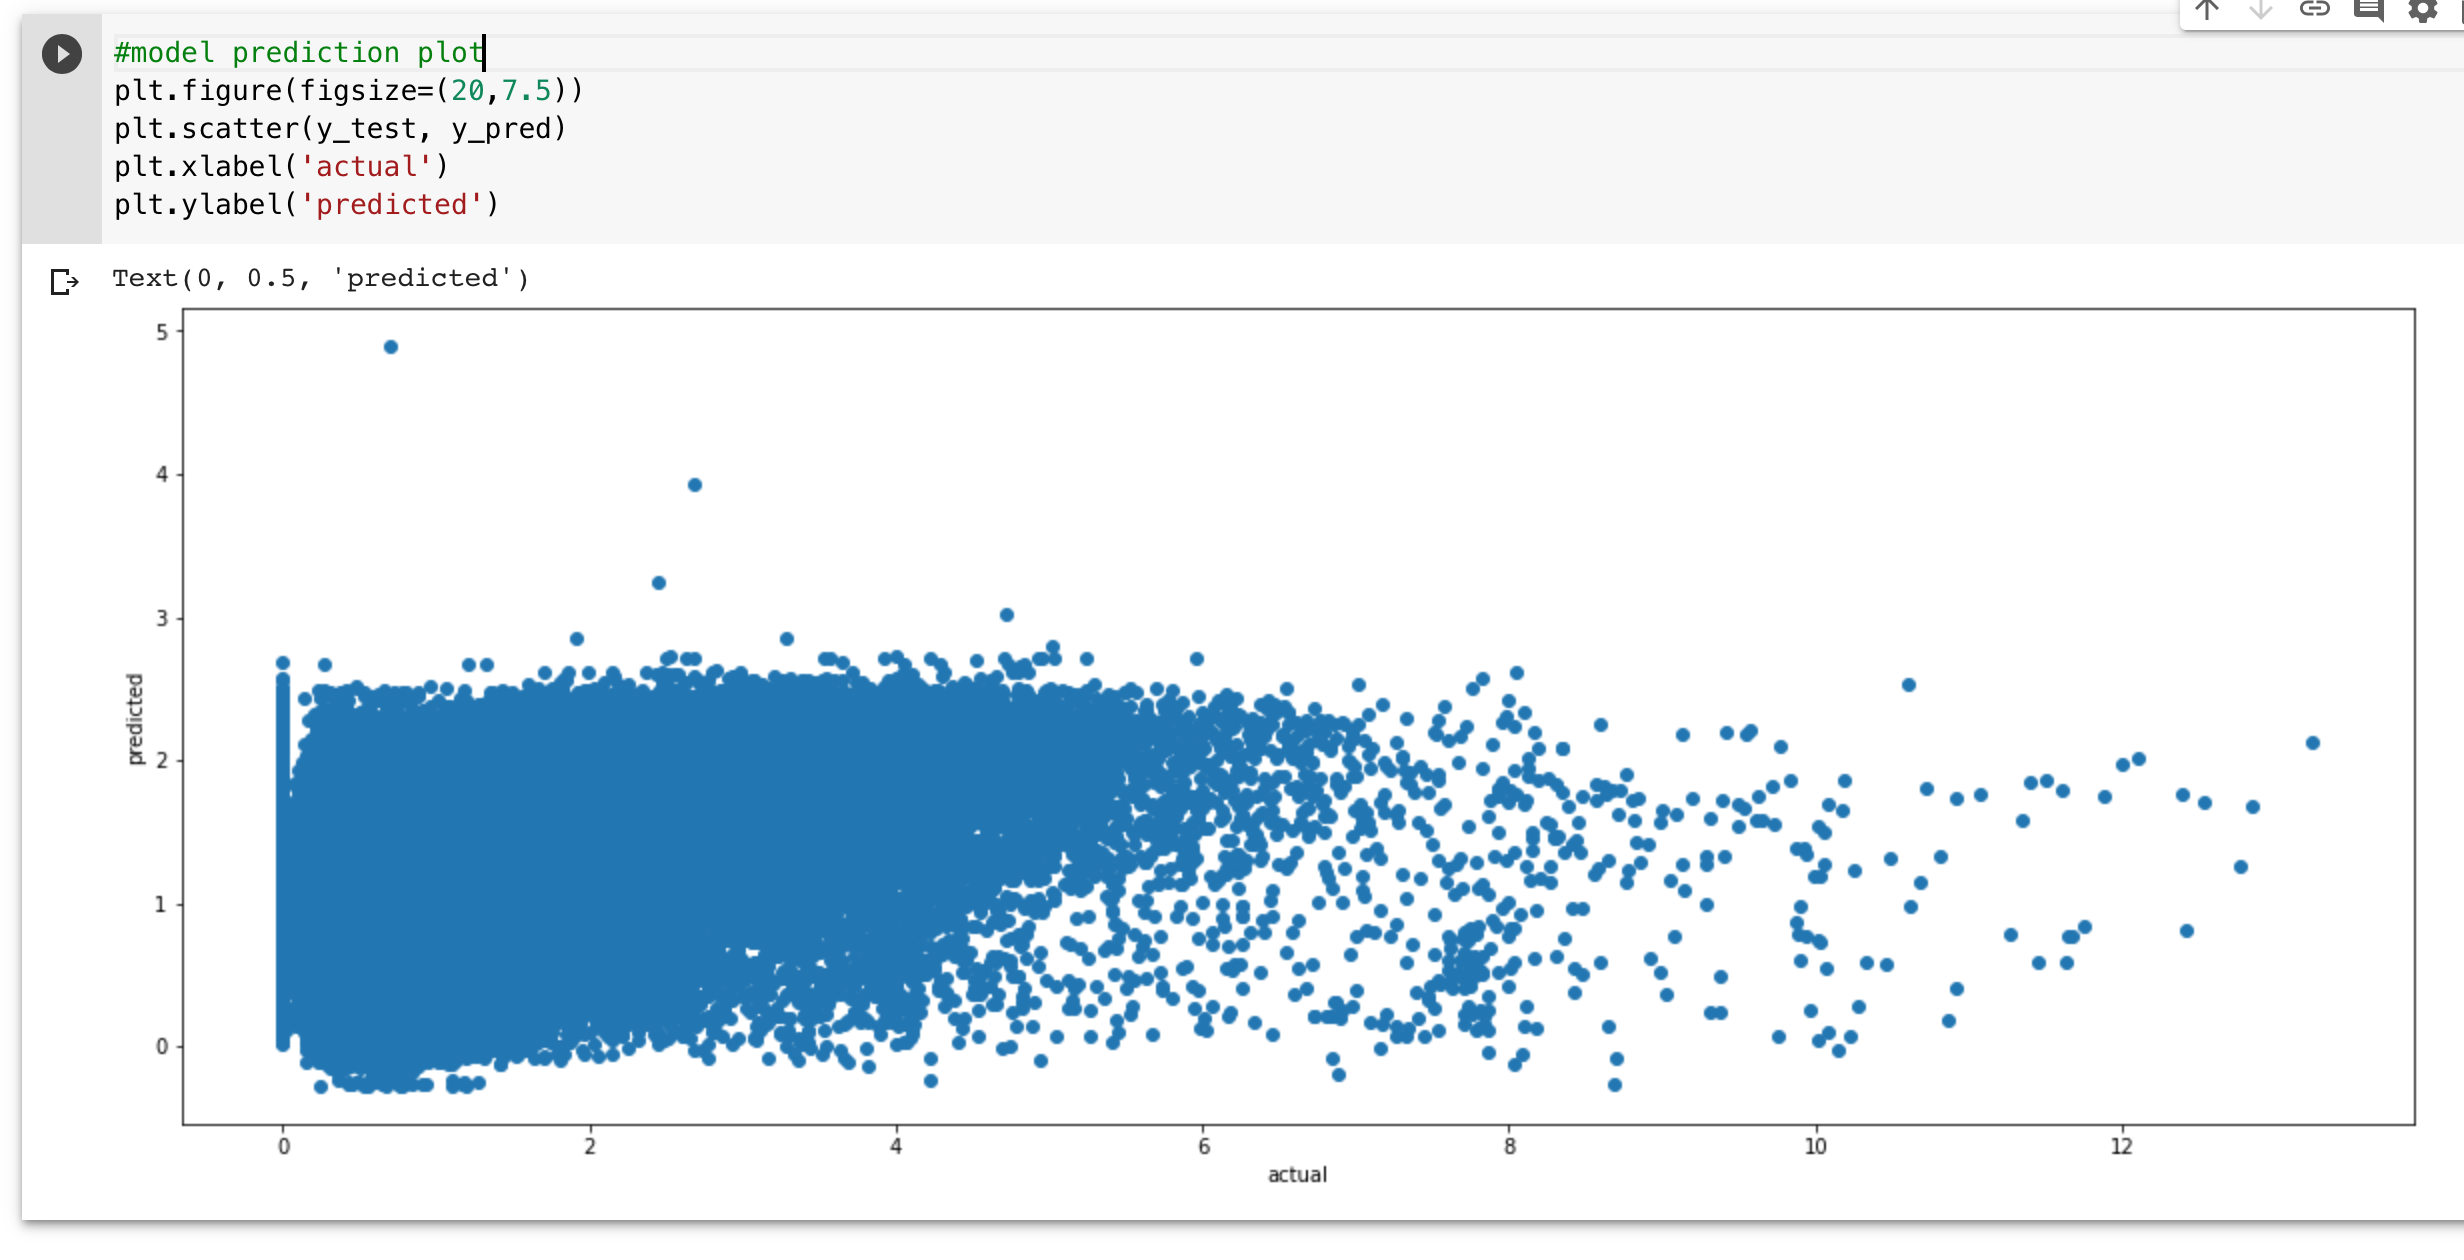 #model prediction plot
plt.figure(figsize=(20,7.5))
plt.scatter(y_test, y_pred)
plt.xlabel('actual')
plt.ylabel('predicted')
Text(0, 0.5, 'predicted')
5
4
3
2
1
0
predicted
0 2 4 6 8 10 12
actual